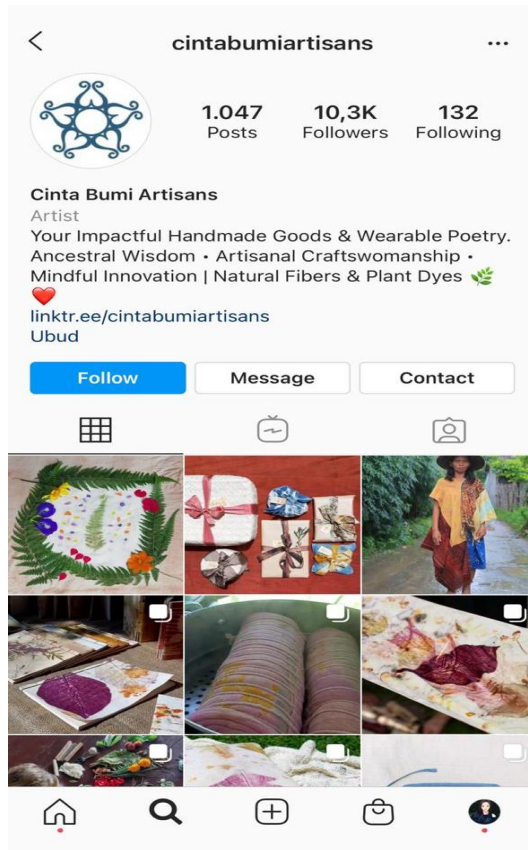 cintabumiartisans
1.047 10,3K 132
Posts Followers Following
Cinta Bumi Artisans
Artist
Your Impactful Handmade Goods & Wearable Poetry.
Ancestral Wisdom • Artisanal Craftswomanship •
Mindful Innovation | Natural Fibers & Plant Dyes 🌿
❤️
linktr.ee/cintabumiartisans
Ubud
Follow Message Contact